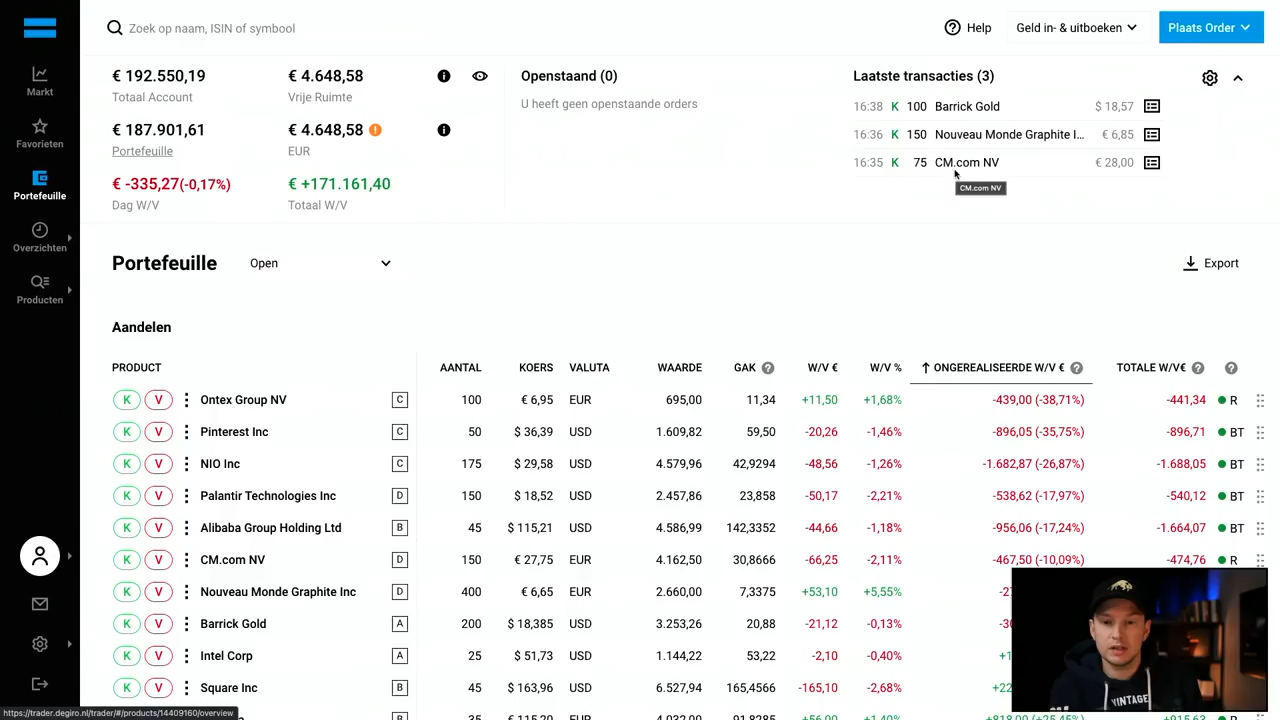 Zoek op naam, ISIN of symbool
Help
Geld in- & uitboeken
Plaats Order
Markt
Favorieten
Portefeuille
Overzichten
Producten
€ 192.550,19
Totaal Account
€ 4.648,58
Vrije Ruimte
€ 187.901,61
Portefeuille
€ 4.648,58
EUR
€ -335,27(-0,17%)
Dag W/V
€ +171.161,40
Totaal W/V
Openstaand (0)
U heeft geen openstaande orders
Laatste transacties (3)
16:38 K 100 Barrick Gold $ 18,57
16:36 K 150 Nouveau Monde Graphite I... € 6,85
16:35 K 75 CM.com NV € 28,00
CM.com NV
Portefeuille
Open
Export
Aandelen
PRODUCT AANTAL KOERS VALUTA WAARDE GAK W/V € W/V % ONGEREALISEERDE W/V € TOTALE W/V€
K V Ontex Group NV C 100 € 6,95 EUR 695,00 11,34 +11,50 +1,68% -439,00 (-38,71%) -441,34 R
K V Pinterest Inc C 50 $ 36,39 USD 1.609,82 59,50 -20,26 -1,46% -896,05 (-35,75%) -896,71 BT
K V NIO Inc C 175 $ 29,58 USD 4.579,96 42,9294 -48,56 -1,26% -1.682,87 (-26,87%) -1.688,05 BT
K V Palantir Technologies Inc D 150 $ 18,52 USD 2.457,86 23,858 -50,17 -2,21% -538,62 (-17,97%) -540,12 BT
K V Alibaba Group Holding Ltd B 45 $ 115,21 USD 4.586,99 142,3352 -44,66 -1,18% -956,06 (-17,24%) -1.664,07 BT
K V CM.com NV D 150 € 27,75 EUR 4.162,50 30,8666 -66,25 -2,11% -467,50 (-10,09%) -474,76 R
K V Nouveau Monde Graphite Inc D 400 € 6,65 EUR 2.660,00 7,3375 +53,10 +5,55%
K V Barrick Gold A 200 $ 18,385 USD 3.253,26 20,88 -21,12 -0,13%
K V Intel Corp A 25 $ 51,73 USD 1.144,22 53,22 -2,10 -0,40%
K V Square Inc B 45 $ 163,96 USD 6.527,94 165,4566 -165,10 -2,68%
VINTAGE
https://trader.degiro.nl/trader/#/products/14409160/overview